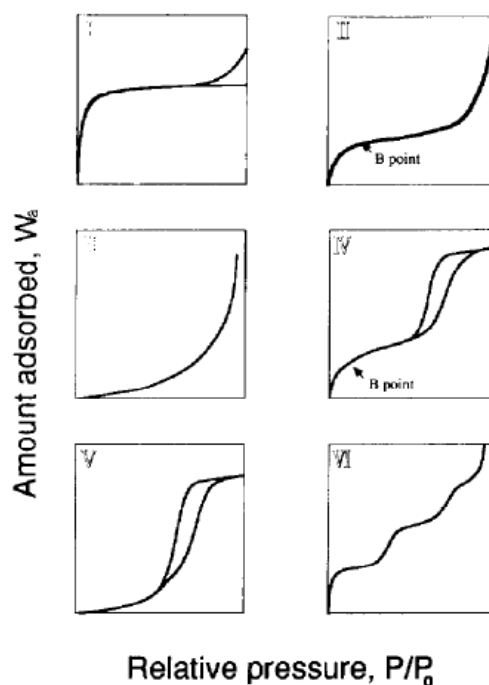 I
II
B point
IV
B point
V
VI
Amount adsorbed, Wₐ
Relative pressure, P/P₀